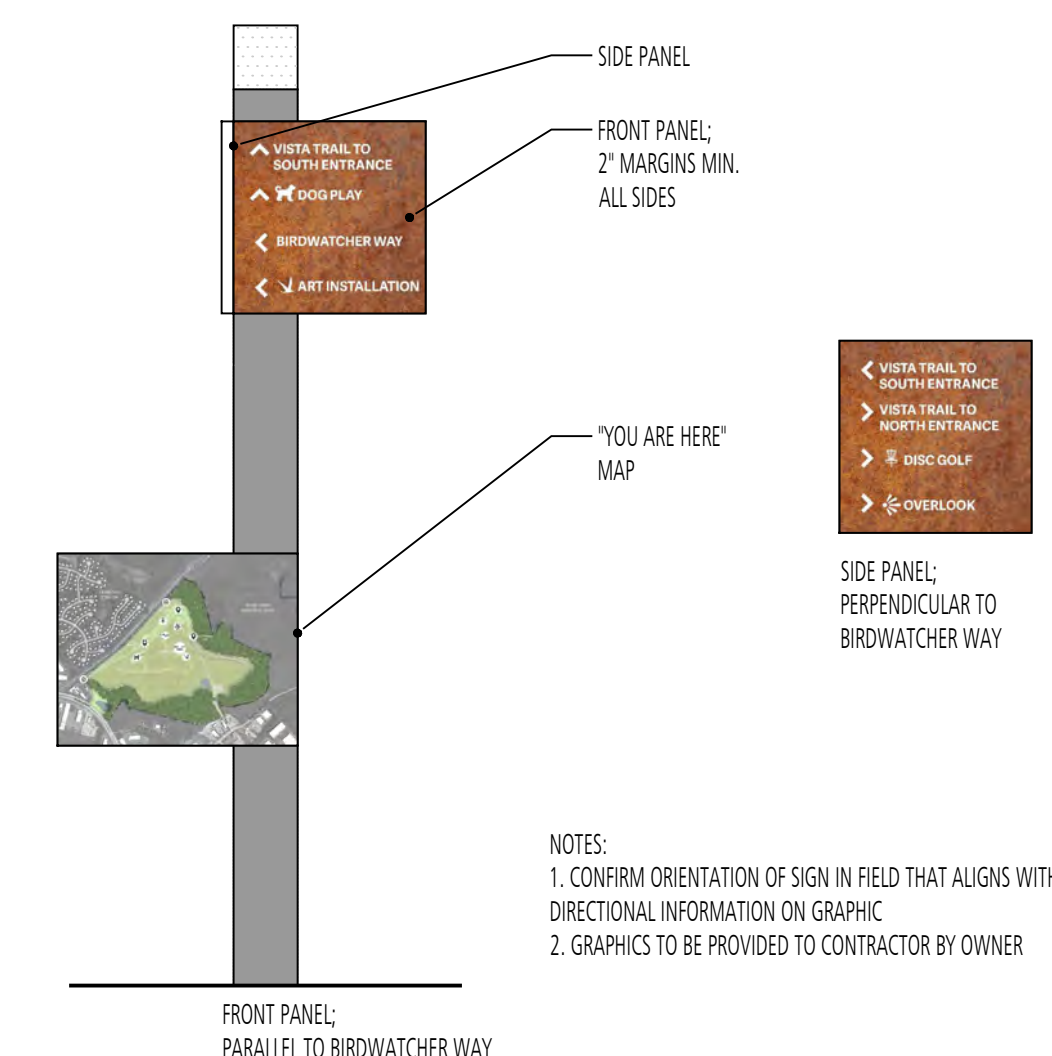 SIDE PANEL
FRONT PANEL;
2" MARGINS MIN.
ALL SIDES
VISTA TRAIL TO
SOUTH ENTRANCE
DOG PLAY
BIRDWATCHER WAY
ART INSTALLATION
"YOU ARE HERE"
MAP
VISTA TRAIL TO
SOUTH ENTRANCE
VISTA TRAIL TO
NORTH ENTRANCE
DISC GOLF
OVERLOOK
SIDE PANEL;
PERPENDICULAR TO
BIRDWATCHER WAY
NOTES:
1. CONFIRM ORIENTATION OF SIGN IN FIELD THAT ALIGNS WITH
DIRECTIONAL INFORMATION ON GRAPHIC
2. GRAPHICS TO BE PROVIDED TO CONTRACTOR BY OWNER
FRONT PANEL;
PARALLEL TO BIRDWATCHER WAY